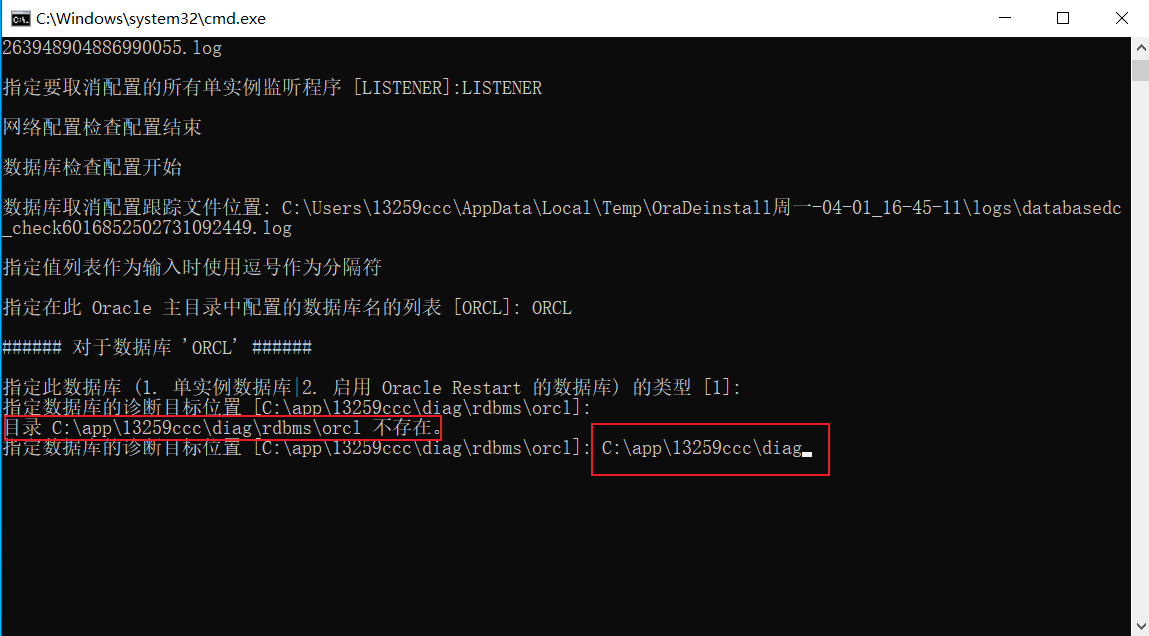 C:\Windows\system32\cmd.exe
263948904886990055.log
指定要取消配置的所有单实例监听程序 [LISTENER]:LISTENER
网络配置检查配置结束
数据库检查配置开始
数据库取消配置跟踪文件位置: C:\Users\l3259ccc\AppData\Local\Temp\OraDeinstall周一-04-01_16-45-11\logs\databasedc
_check6016852502731092449.log
指定值列表作为输入时使用逗号作为分隔符
指定在此 Oracle 主目录中配置的数据库名的列表 [ORCL]: ORCL
###### 对于数据库 'ORCL' ######
指定此数据库 (1. 单实例数据库|2. 启用 Oracle Restart 的数据库) 的类型 [1]:
指定数据库的诊断目标位置 [C:\app\l3259ccc\diag\rdbms\orcl]:
目录 C:\app\l3259ccc\diag\rdbms\orcl 不存在。
指定数据库的诊断目标位置 [C:\app\l3259ccc\diag\rdbms\orcl]: C:\app\l3259ccc\diag